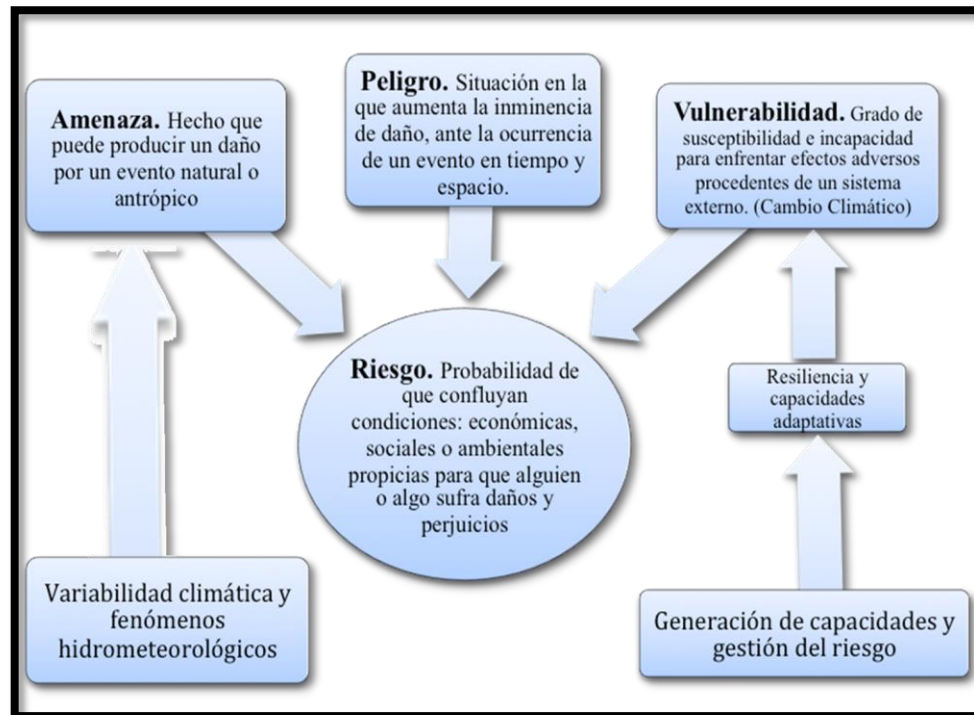 Amenaza. Hecho que
puede producir un daño
por un evento natural o
antrópico
Peligro. Situación en la
que aumenta la inminencia
de daño, ante la ocurrencia
de un evento en tiempo y
espacio.
Vulnerabilidad. Grado de
susceptibilidad e incapacidad
para enfrentar efectos adversos
procedentes de un sistema
externo. (Cambio Climático)
Riesgo. Probabilidad de
que confluyan
condiciones: económicas,
sociales o ambientales
propicias para que alguien
o algo sufra daños y
perjuicios
Resiliencia y
capacidades
adaptativas
Variabilidad climática y
fenómenos
hidrometeorológicos
Generación de capacidades y
gestión del riesgo